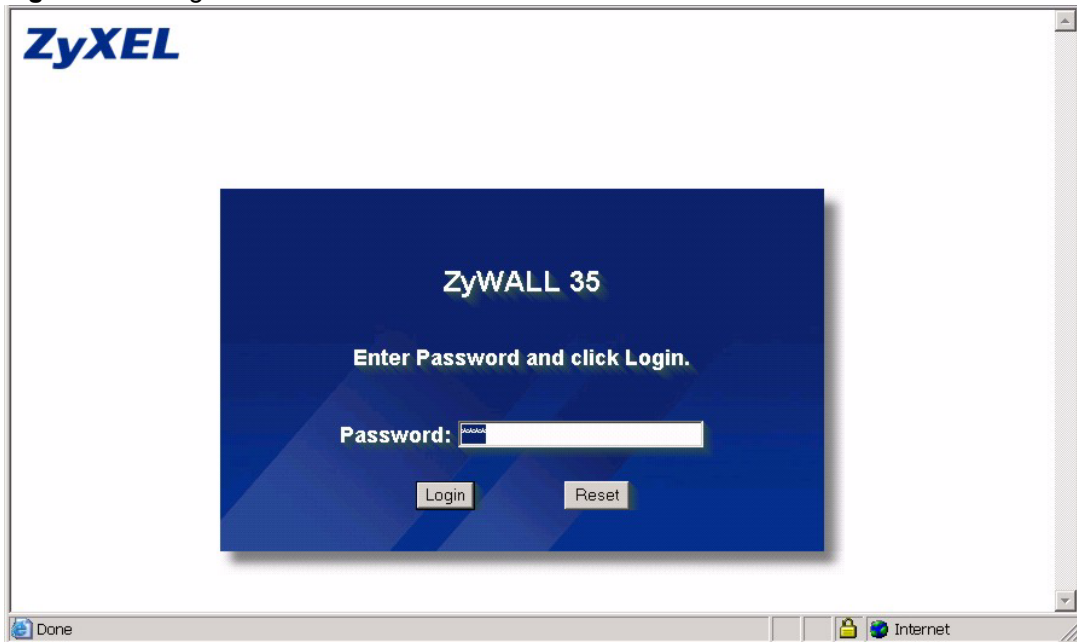 ZyXEL
ZyWALL 35
Enter Password and click Login.
Password: ****
Login Reset
Done Internet